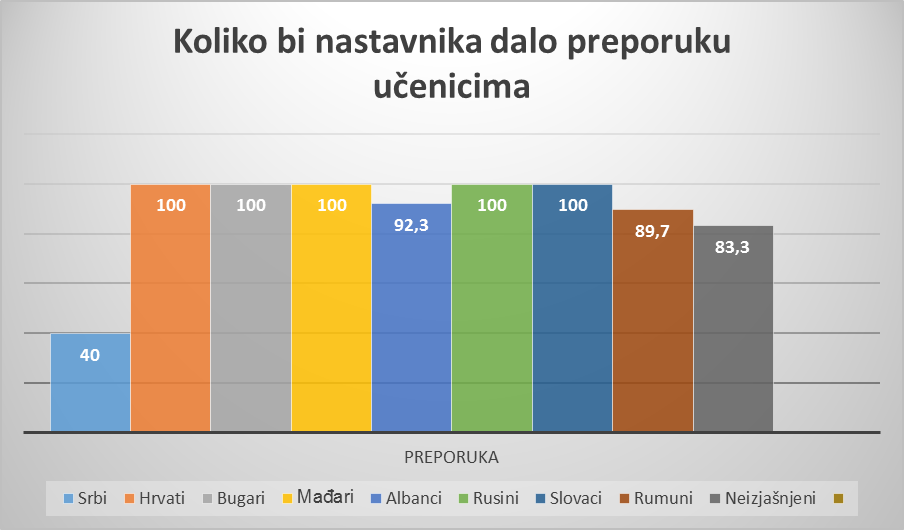 Koliko bi nastavnika dalo preporuku
učenicima
40
100
100
100
92,3
100
100
89,7
83,3
PREPORUKA
Srbi Hrvati Bugari Mađari Albanci Rusini Slovaci Rumuni Neizjašnjeni